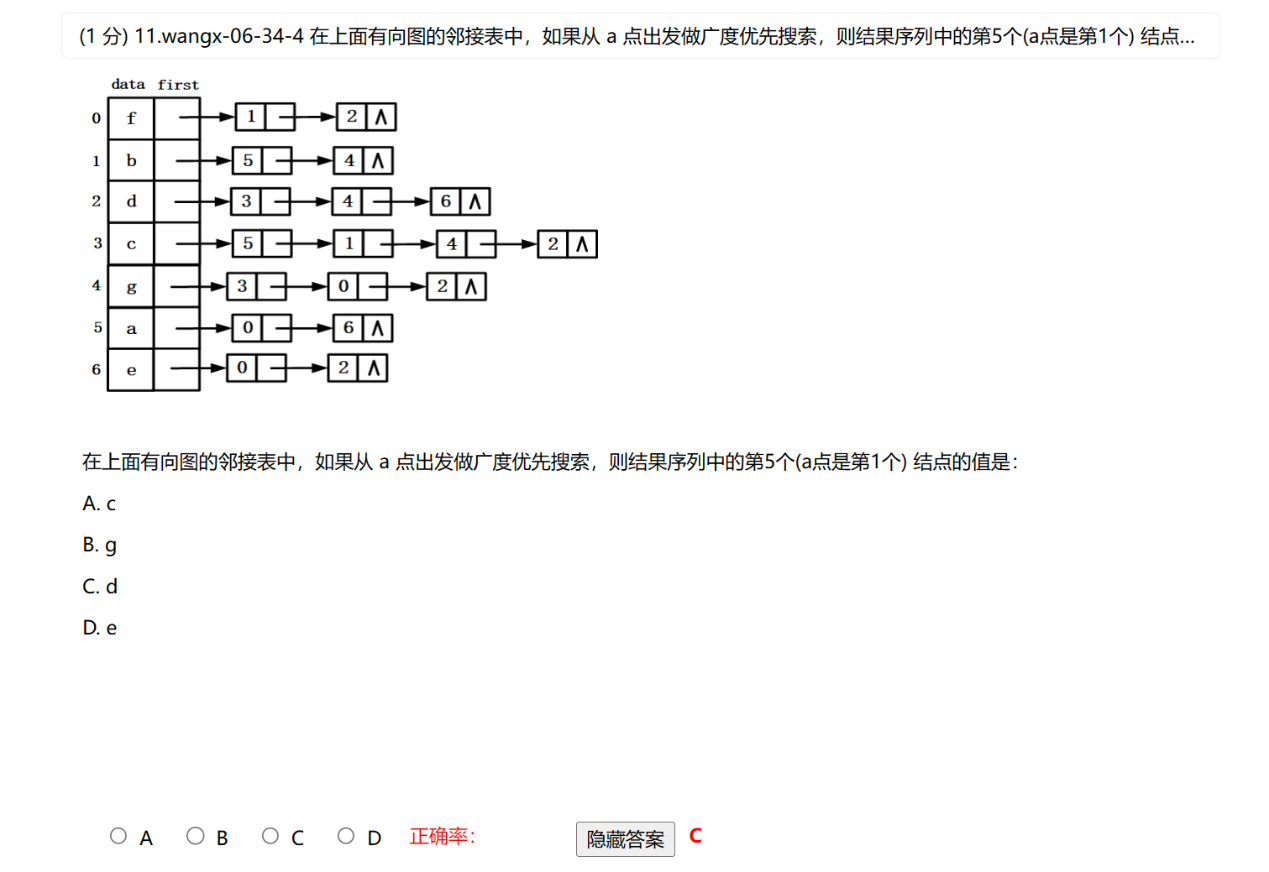 (1 分) 11.wangx-06-34-4 在上面有向图的邻接表中，如果从 a 点出发做广度优先搜索，则结果序列中的第5个(a点是第1个) 结点...
data first
0 f 1 2 ∧
1 b 5 4 ∧
2 d 3 4 6 ∧
3 c 5 1 4 2 ∧
4 g 3 0 2 ∧
5 a 0 6 ∧
6 e 0 2 ∧
在上面有向图的邻接表中，如果从 a 点出发做广度优先搜索，则结果序列中的第5个(a点是第1个) 结点的值是：
A. c
B. g
C. d
D. e
A B C D 正确率: 隐藏答案 C